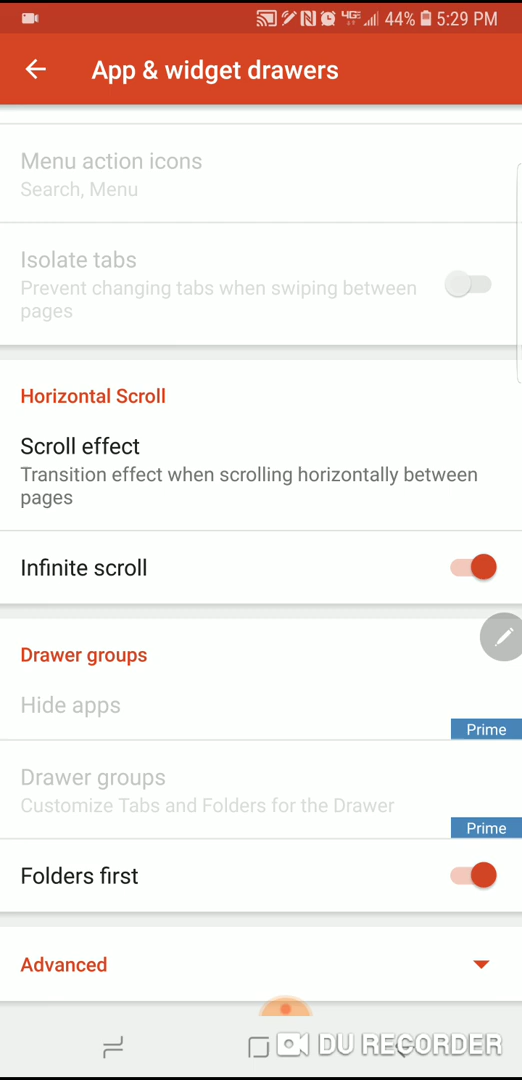 4GE 44% 5:29 PM
App & widget drawers
Menu action icons
Search, Menu
Isolate tabs
Prevent changing tabs when swiping between
pages
Horizontal Scroll
Scroll effect
Transition effect when scrolling horizontally between
pages
Infinite scroll
Drawer groups
Hide apps
Prime
Drawer groups
Customize Tabs and Folders for the Drawer
Prime
Folders first
Advanced
DU RECORDER